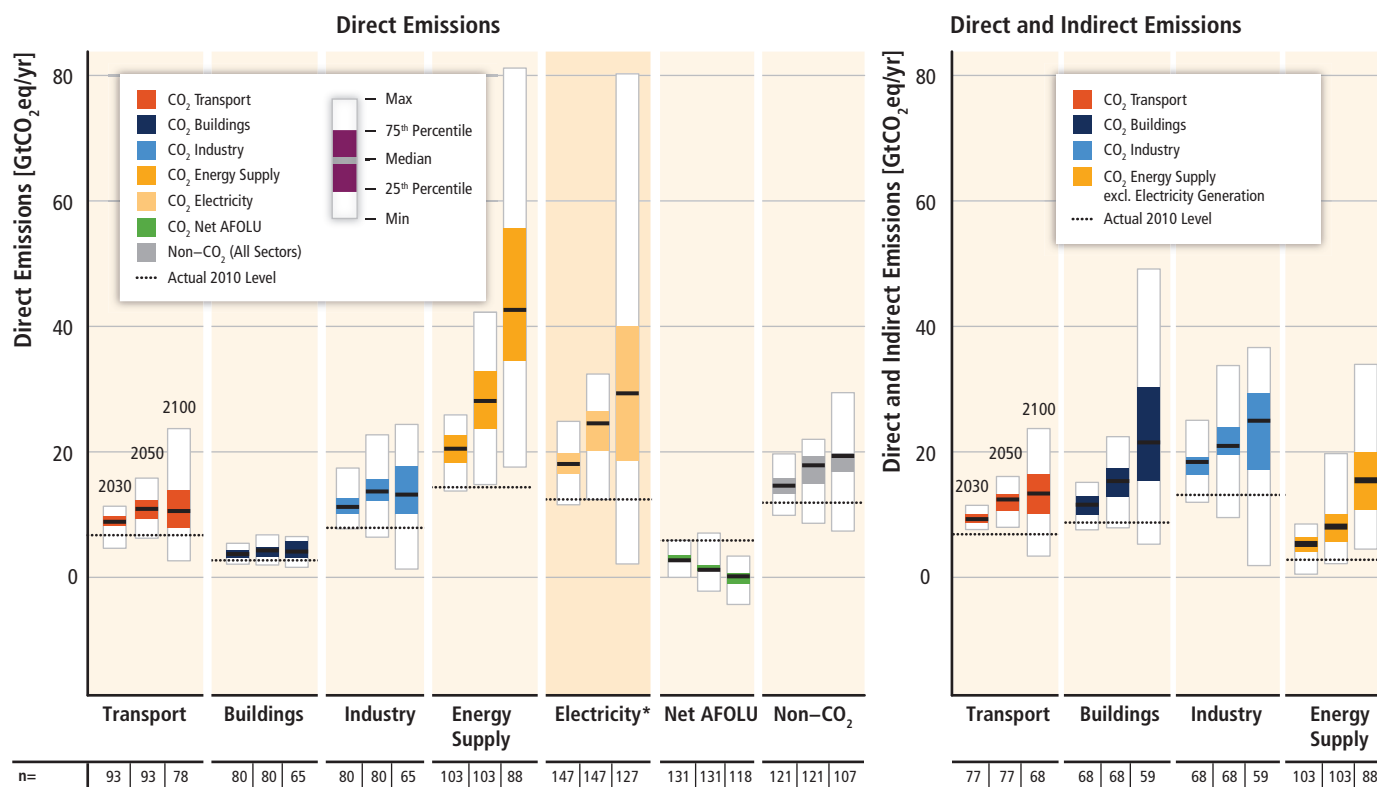 Direct Emissions
Direct Emissions [GtCO₂eq/yr]
80
60
40
20
0
CO₂ Transport
CO₂ Buildings
CO₂ Industry
CO₂ Energy Supply
CO₂ Electricity
CO₂ Net AFOLU
Non–CO₂ (All Sectors)
Actual 2010 Level
Max
75th Percentile
Median
25th Percentile
Min
2030
2050
2100
Transport
Buildings
Industry
Energy
Supply
Electricity*
Net AFOLU
Non–CO₂
n=
93 93 78
80 80 65
80 80 65
103 103 88
147 147 127
131 131 118
121 121 107
Direct and Indirect Emissions
Direct and Indirect Emissions [GtCO₂eq/yr]
80
60
40
20
0
CO₂ Transport
CO₂ Buildings
CO₂ Industry
CO₂ Energy Supply
excl. Electricity Generation
Actual 2010 Level
2030
2050
2100
Transport
Buildings
Industry
Energy
Supply
77 77 68
68 68 59
68 68 59
103 103 88